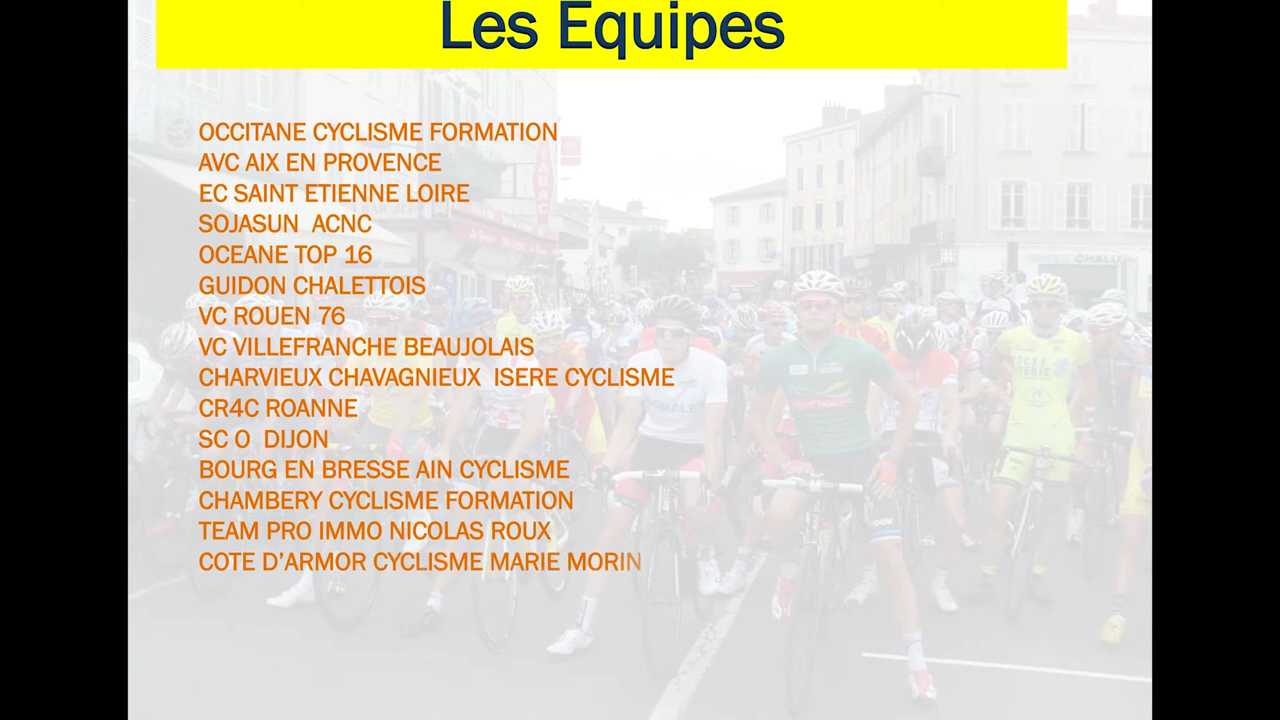 Les Equipes
OCCITANE CYCLISME FORMATION
AVC AIX EN PROVENCE
EC SAINT ETIENNE LOIRE
SOJASUN  ACNC
OCEANE TOP 16
GUIDON CHALETTOIS
VC ROUEN 76
VC VILLEFRANCHE BEAUJOLAIS
CHARVIEUX CHAVAGNIEUX  ISERE CYCLISME
CR4C ROANNE
SC O  DIJON
BOURG EN BRESSE AIN CYCLISME
CHAMBERY CYCLISME FORMATION
TEAM PRO IMMO NICOLAS ROUX
COTE D’ARMOR CYCLISME MARIE MORIN
TABAC